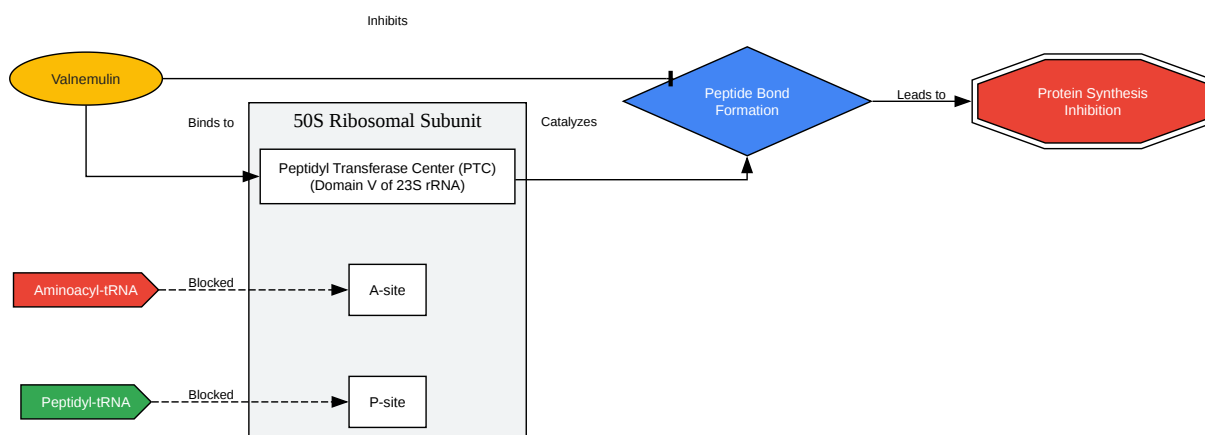 Inhibits
Valnemulin
Peptide Bond
Formation
Leads to
Protein Synthesis
Inhibition
Binds to
50S Ribosomal Subunit
Catalyzes
Peptidyl Transferase Center (PTC)
(Domain V of 23S rRNA)
Aminoacyl-tRNA
Blocked
A-site
Peptidyl-tRNA
Blocked
P-site